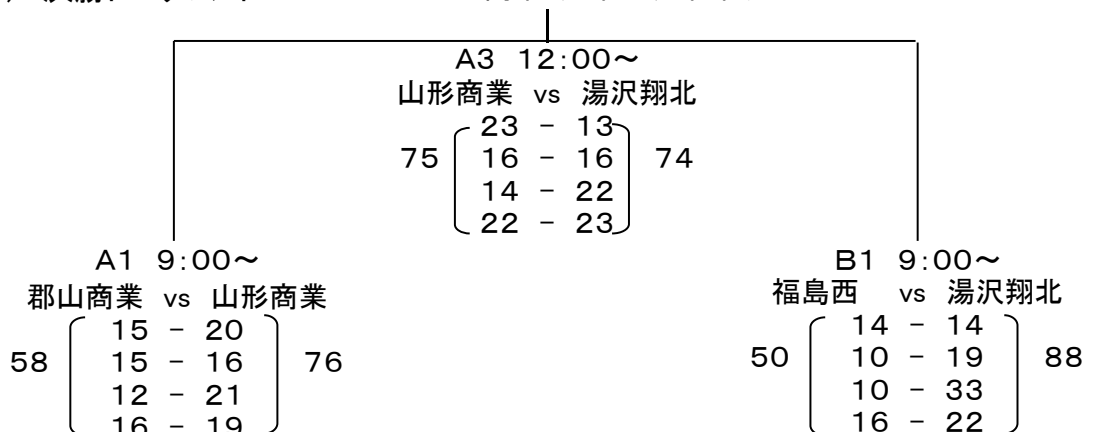 A3 12:00～
山形商業 vs 湯沢翔北
23 - 13
75 16 - 16 74
14 - 22
22 - 23
A1 9:00～
郡山商業 vs 山形商業
15 - 20
58 15 - 16 76
12 - 21
16 - 19
B1 9:00～
福島西 vs 湯沢翔北
14 - 14
50 10 - 19 88
10 - 33
16 - 22